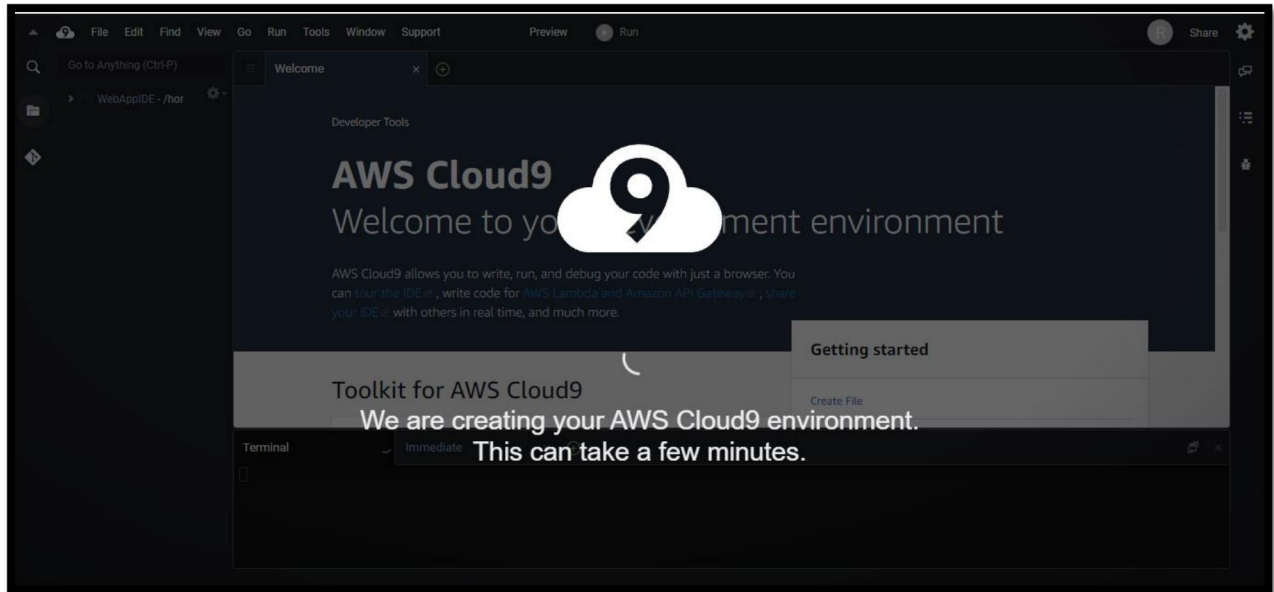 File Edit Find View Go Run Tools Window Support Preview Run R Share
Go to Anything (Ctrl-P)
Welcome
WebAppIDE - /hor
Developer Tools
AWS Cloud9
9
Welcome to yo ment environment
AWS Cloud9 allows you to write, run, and debug your code with just a browser. You
can tour the IDE, write code for AWS Lambda and Amazon API Gateway, share
your IDE with others in real time, and much more.
Getting started
Toolkit for AWS Cloud9
Create File
We are creating your AWS Cloud9 environment.
This can take a few minutes.
Terminal
Immediate